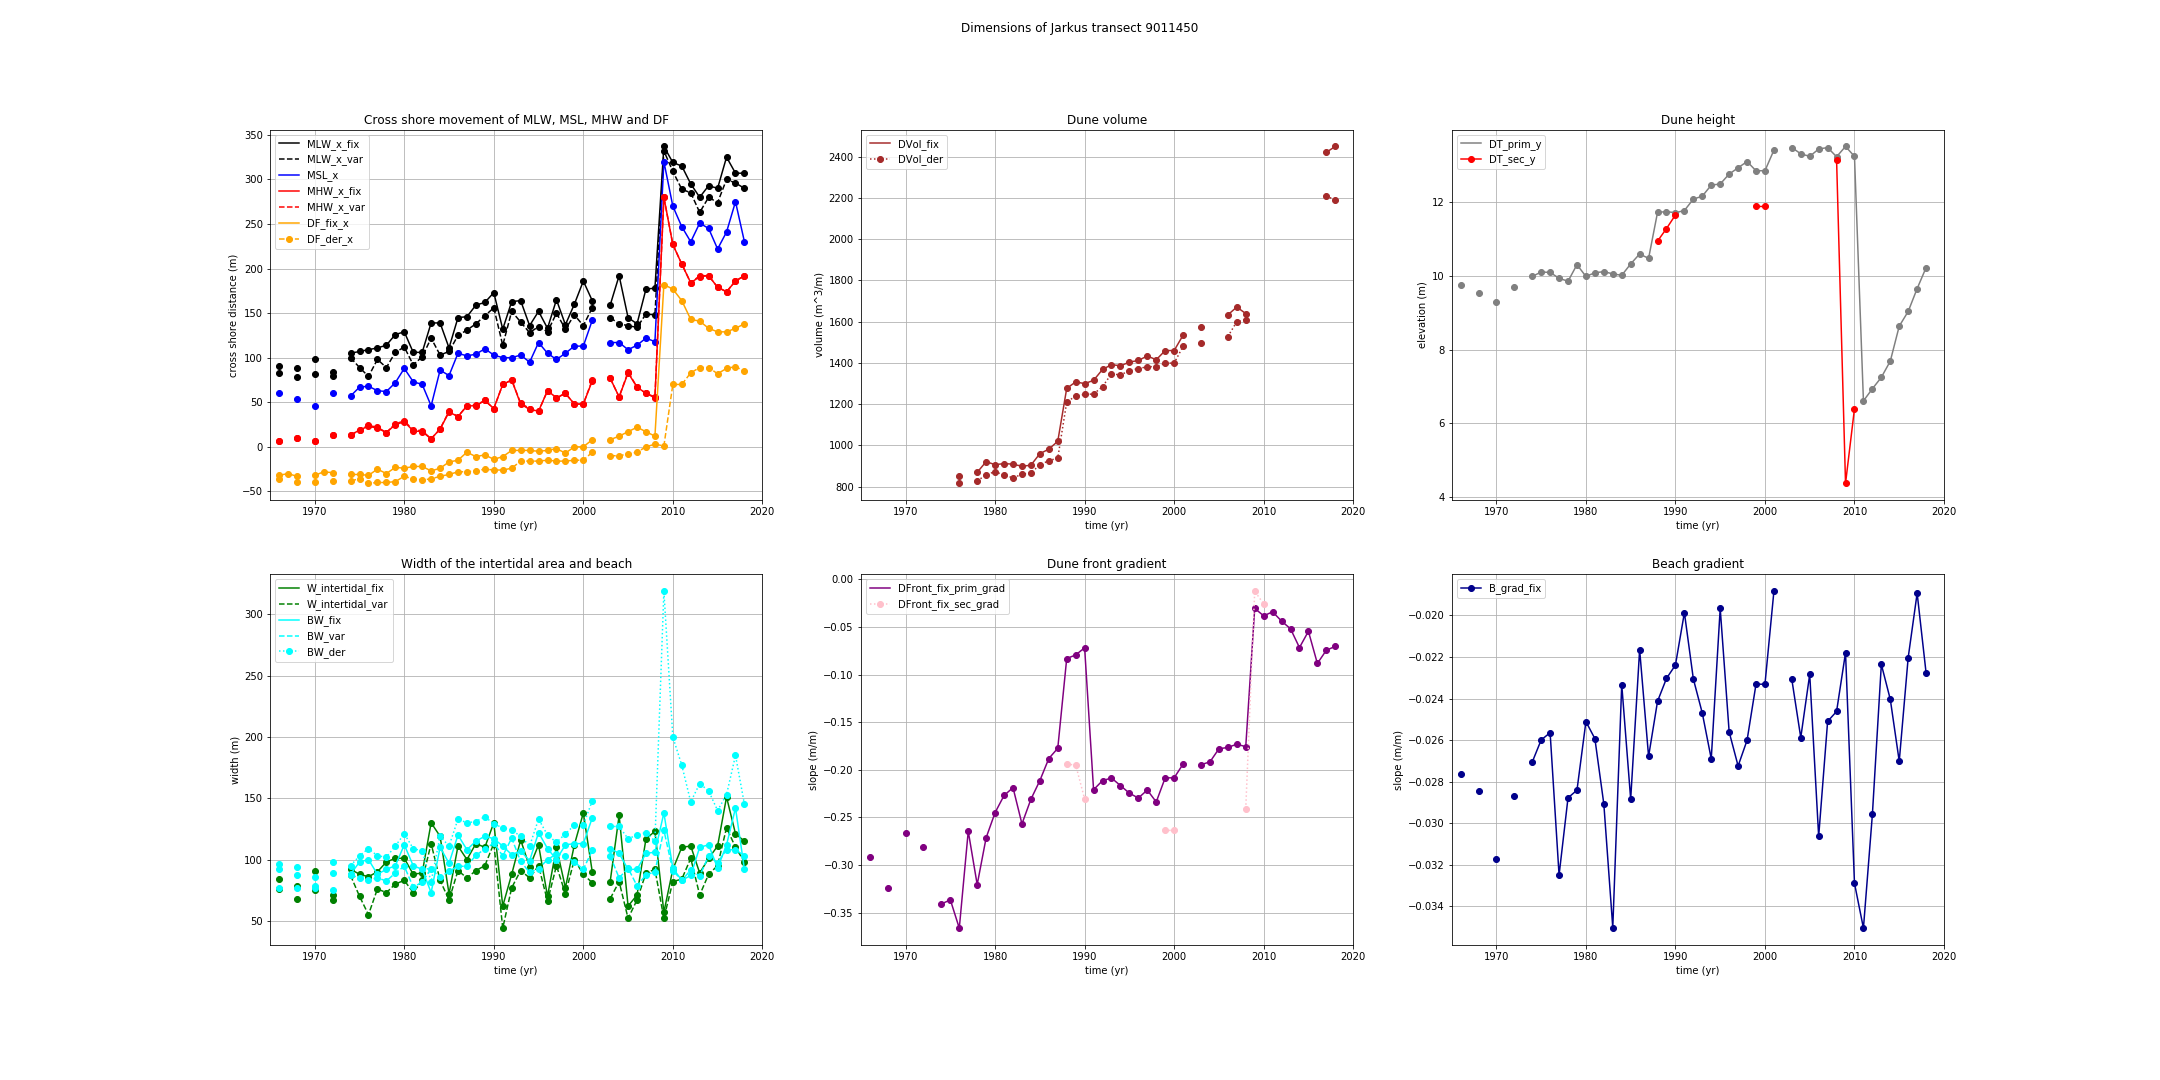 Dimensions of Jarkus transect 9011450
Cross shore movement of MLW, MSL, MHW and DF
350
300
250
200
150
100
50
0
−50
cross shore distance (m)
MLW_x_fix
MLW_x_var
MSL_x
MHW_x_fix
MHW_x_var
DF_fix_x
DF_der_x
1970 1980 1990 2000 2010 2020
time (yr)
Dune volume
2400
2200
2000
1800
1600
1400
1200
1000
800
volume (m^3/m)
DVol_fix
DVol_der
1970 1980 1990 2000 2010 2020
time (yr)
Dune height
12
10
8
6
4
elevation (m)
DT_prim_y
DT_sec_y
1970 1980 1990 2000 2010 2020
time (yr)
Width of the intertidal area and beach
300
250
200
150
100
50
width (m)
W_intertidal_fix
W_intertidal_var
BW_fix
BW_var
BW_der
1970 1980 1990 2000 2010 2020
time (yr)
Dune front gradient
0.00
−0.05
−0.10
−0.15
−0.20
−0.25
−0.30
−0.35
slope (m/m)
DFront_fix_prim_grad
DFront_fix_sec_grad
1970 1980 1990 2000 2010 2020
time (yr)
Beach gradient
−0.020
−0.022
−0.024
−0.026
−0.028
−0.030
−0.032
−0.034
slope (m/m)
B_grad_fix
1970 1980 1990 2000 2010 2020
time (yr)